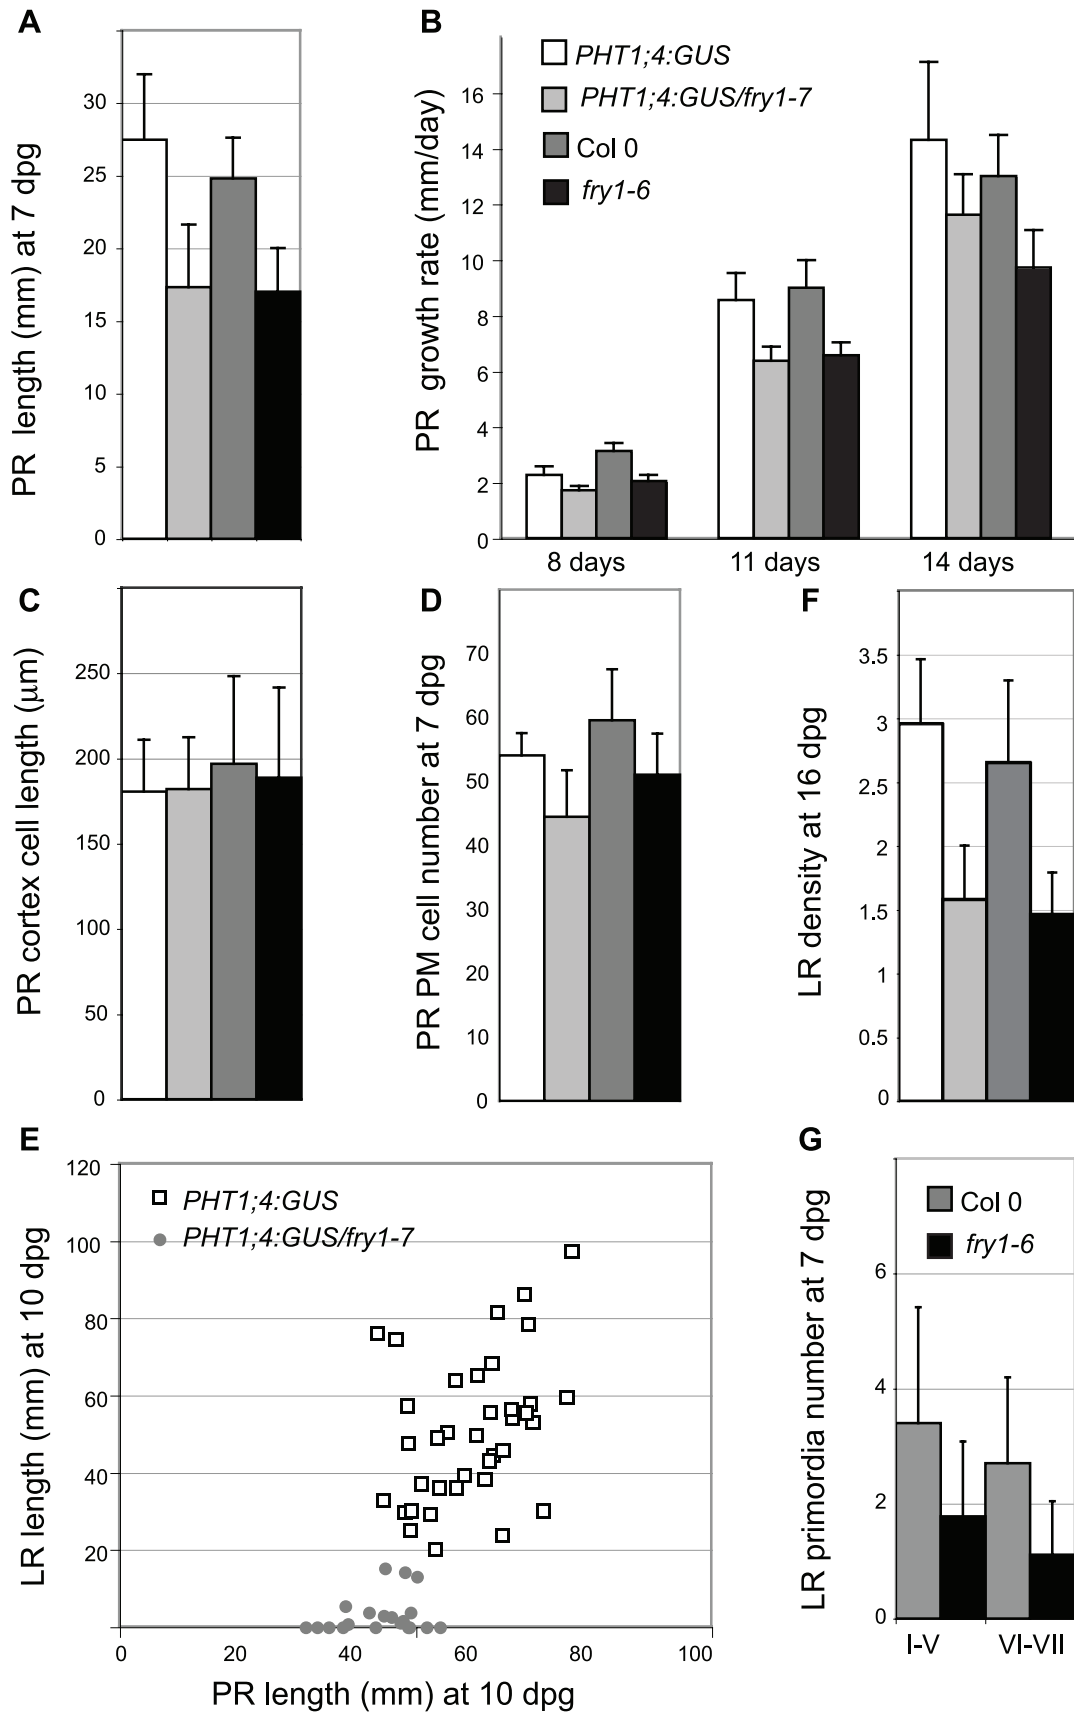 A
PR length (mm) at 7 dpg
30
25
20
15
10
5
0
B
PR growth rate (mm/day)
PHT1;4:GUS
PHT1;4:GUS/fry1-7
Col 0
fry1-6
16
14
12
10
8
6
4
2
0
8 days
11 days
14 days
C
PR cortex cell length (μm)
250
200
150
100
50
0
D
PR PM cell number at 7 dpg
70
60
50
40
30
20
10
0
F
LR density at 16 dpg
3.5
3
2.5
2
1.5
1
0.5
0
E
LR length (mm) at 10 dpg
PHT1;4:GUS
PHT1;4:GUS/fry1-7
120
100
80
60
40
20
0
20
40
60
80
100
PR length (mm) at 10 dpg
G
LR primordia number at 7 dpg
Col 0
fry1-6
6
4
2
0
I-V
VI-VII